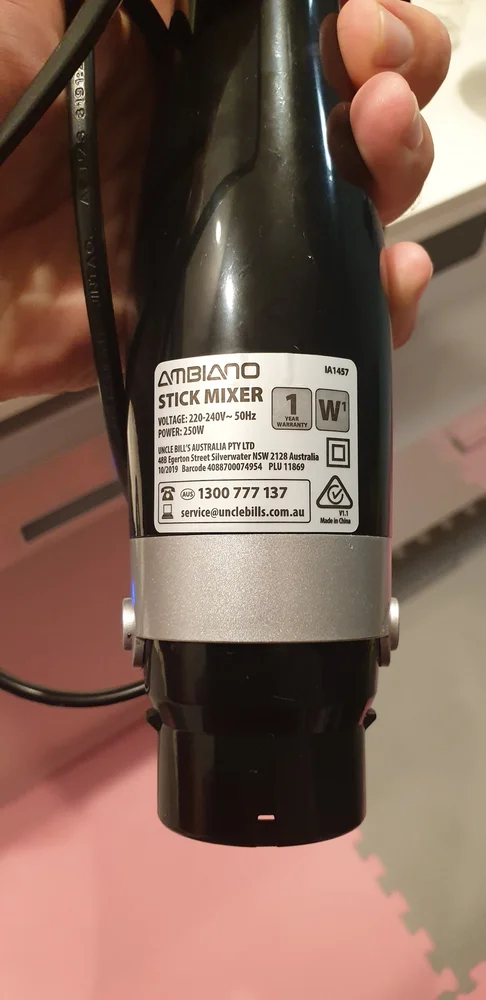 AMBIANO
IA1457
STICK MIXER
VOLTAGE: 220-240V~ 50Hz
POWER: 250W
1
YEAR
WARRANTY
W1
UNCLE BILL'S AUSTRALIA PTY LTD
48B Egerton Street Silverwater NSW 2128 Australia
10/2019 Barcode 4088700074954 PLU 11869
AUS 1300 777 137
service@unclebills.com.au
V1.1
Made in China